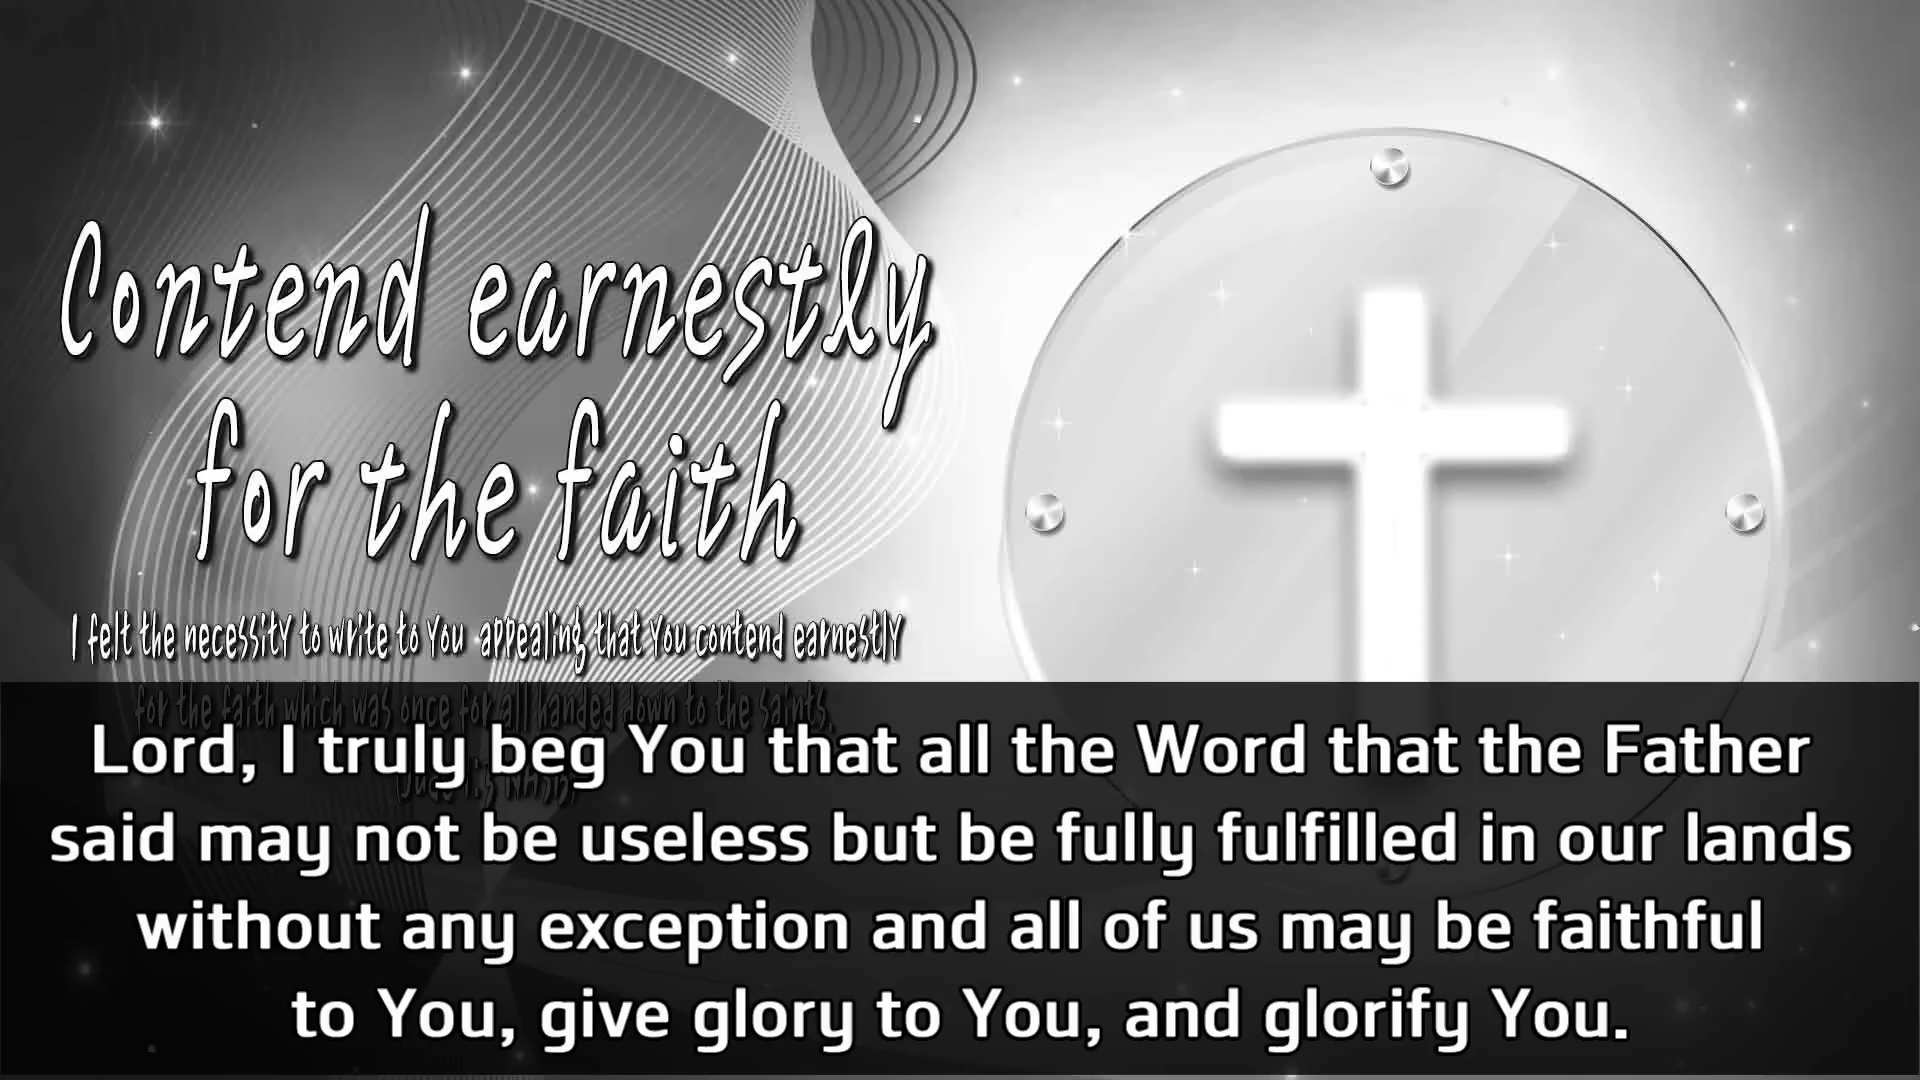 Contend earnestly
for the faith
I felt the necessity to write to you appealing that you contend earnestly
for the faith which was once for all handed down to the saints.
(Jude 1:3 NASB)
Lord, I truly beg You that all the Word that the Father
said may not be useless but be fully fulfilled in our lands
without any exception and all of us may be faithful
to You, give glory to You, and glorify You.